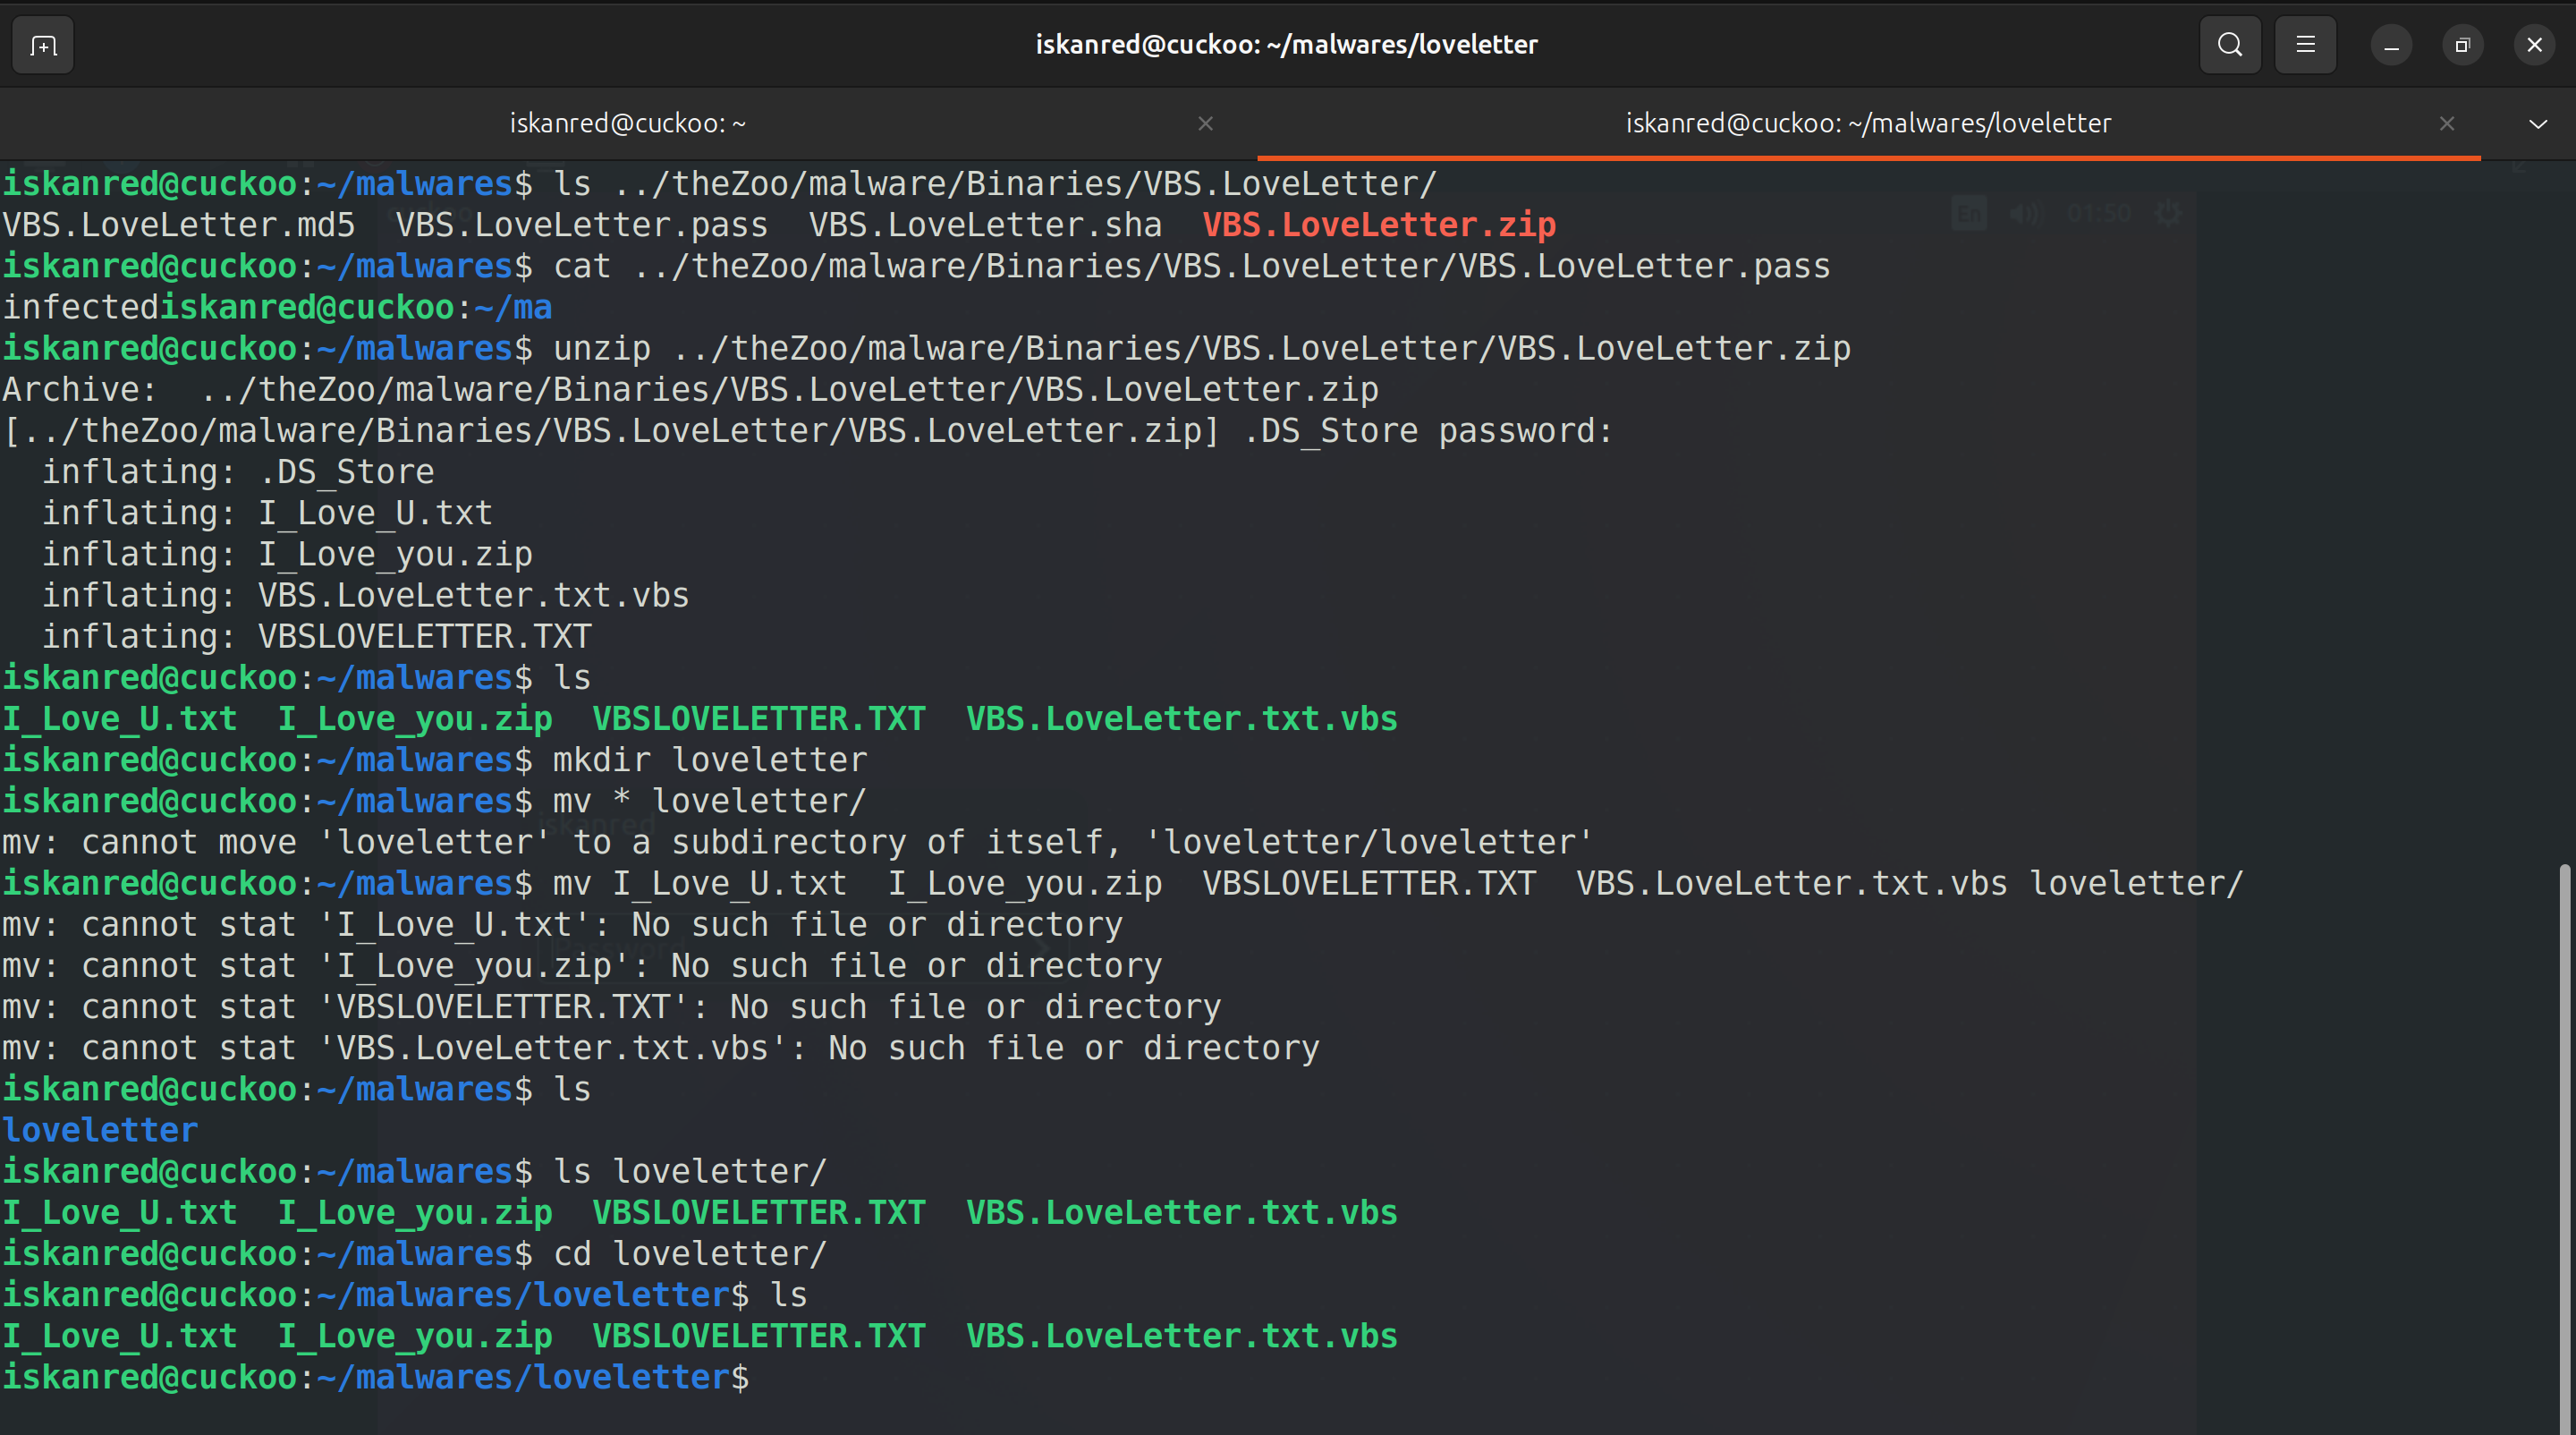 iskanred@cuckoo: ~/malwares/loveletter
iskanred@cuckoo: ~
iskanred@cuckoo: ~/malwares/loveletter
iskanred@cuckoo:~/malwares$ ls ../theZoo/malware/Binaries/VBS.LoveLetter/
VBS.LoveLetter.md5  VBS.LoveLetter.pass  VBS.LoveLetter.sha  VBS.LoveLetter.zip
En 01:50
iskanred@cuckoo:~/malwares$ cat ../theZoo/malware/Binaries/VBS.LoveLetter/VBS.LoveLetter.pass
infectediskanred@cuckoo:~/ma
iskanred@cuckoo:~/malwares$ unzip ../theZoo/malware/Binaries/VBS.LoveLetter/VBS.LoveLetter.zip
Archive:  ../theZoo/malware/Binaries/VBS.LoveLetter/VBS.LoveLetter.zip
[../theZoo/malware/Binaries/VBS.LoveLetter/VBS.LoveLetter.zip] .DS_Store password:
  inflating: .DS_Store
  inflating: I_Love_U.txt
  inflating: I_Love_you.zip
  inflating: VBS.LoveLetter.txt.vbs
  inflating: VBSLOVELETTER.TXT
iskanred@cuckoo:~/malwares$ ls
I_Love_U.txt  I_Love_you.zip  VBSLOVELETTER.TXT  VBS.LoveLetter.txt.vbs
iskanred@cuckoo:~/malwares$ mkdir loveletter
iskanred@cuckoo:~/malwares$ mv * loveletter/
iskanred
mv: cannot move 'loveletter' to a subdirectory of itself, 'loveletter/loveletter'
iskanred@cuckoo:~/malwares$ mv I_Love_U.txt  I_Love_you.zip  VBSLOVELETTER.TXT  VBS.LoveLetter.txt.vbs loveletter/
mv: cannot stat 'I_Love_U.txt': No such file or directory
Password
mv: cannot stat 'I_Love_you.zip': No such file or directory
mv: cannot stat 'VBSLOVELETTER.TXT': No such file or directory
mv: cannot stat 'VBS.LoveLetter.txt.vbs': No such file or directory
iskanred@cuckoo:~/malwares$ ls
loveletter
iskanred@cuckoo:~/malwares$ ls loveletter/
I_Love_U.txt  I_Love_you.zip  VBSLOVELETTER.TXT  VBS.LoveLetter.txt.vbs
iskanred@cuckoo:~/malwares$ cd loveletter/
iskanred@cuckoo:~/malwares/loveletter$ ls
I_Love_U.txt  I_Love_you.zip  VBSLOVELETTER.TXT  VBS.LoveLetter.txt.vbs
iskanred@cuckoo:~/malwares/loveletter$